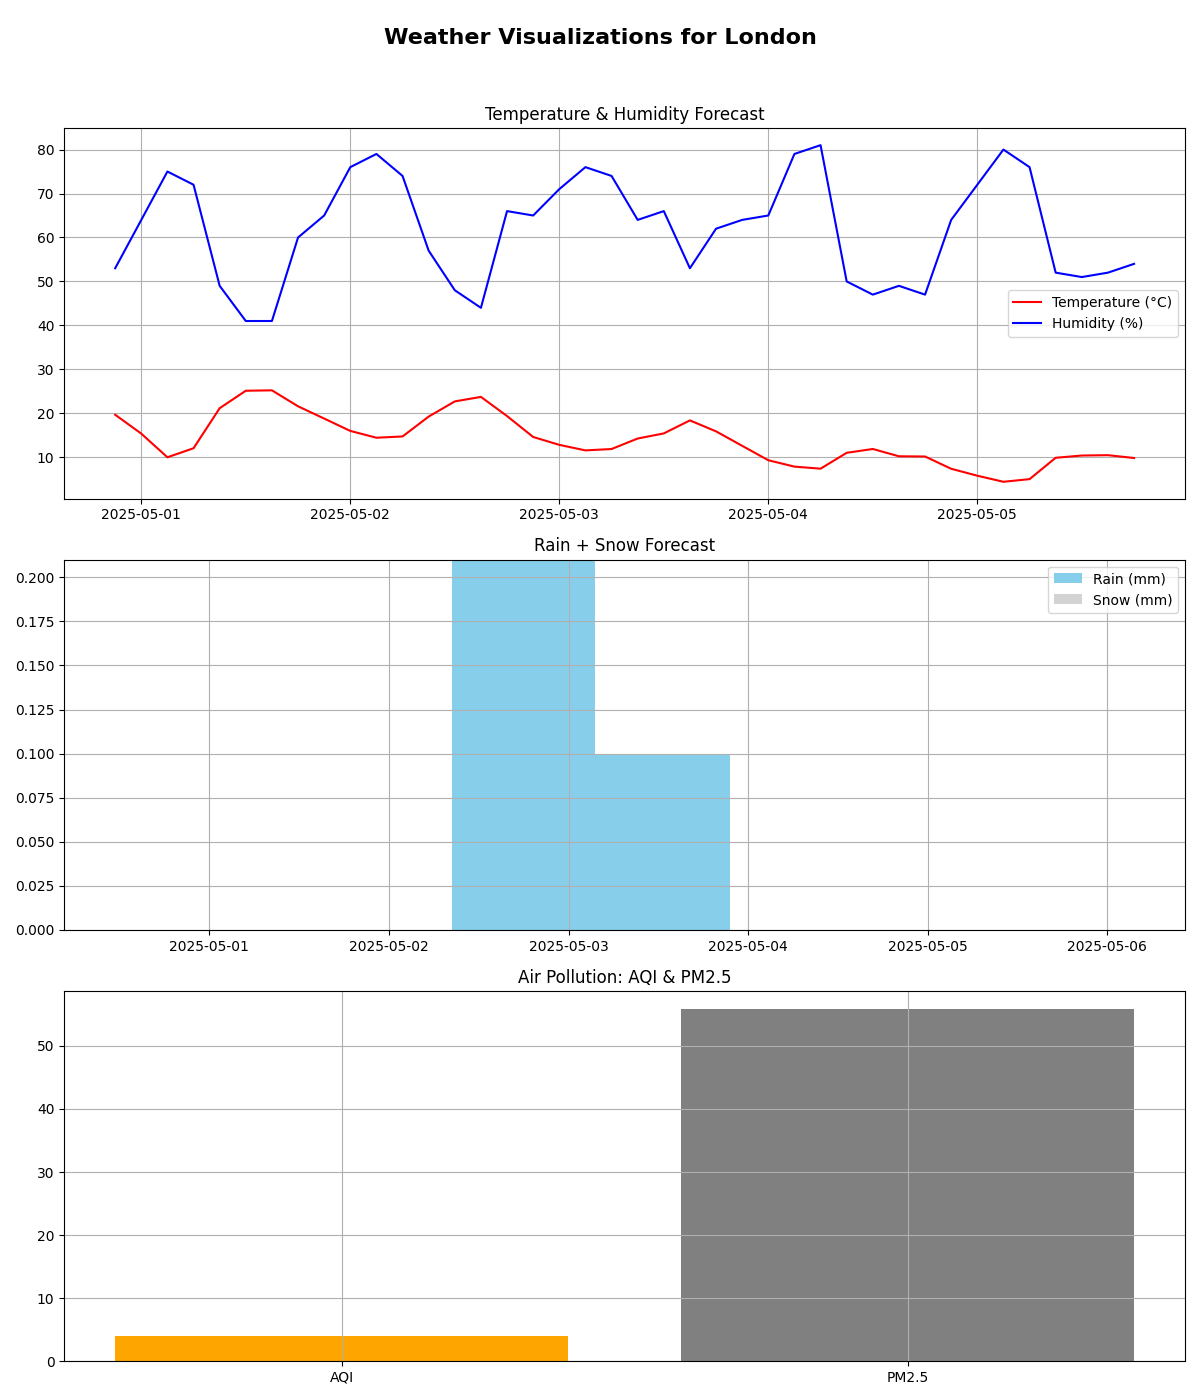 Weather Visualizations for London
Temperature & Humidity Forecast
80
70
60
50
40
30
20
10
Temperature (°C)
Humidity (%)
2025-05-01 2025-05-02 2025-05-03 2025-05-04 2025-05-05
Rain + Snow Forecast
0.200
0.175
0.150
0.125
0.100
0.075
0.050
0.025
0.000
Rain (mm)
Snow (mm)
2025-05-01 2025-05-02 2025-05-03 2025-05-04 2025-05-05 2025-05-06
Air Pollution: AQI & PM2.5
50
40
30
20
10
0
AQI PM2.5